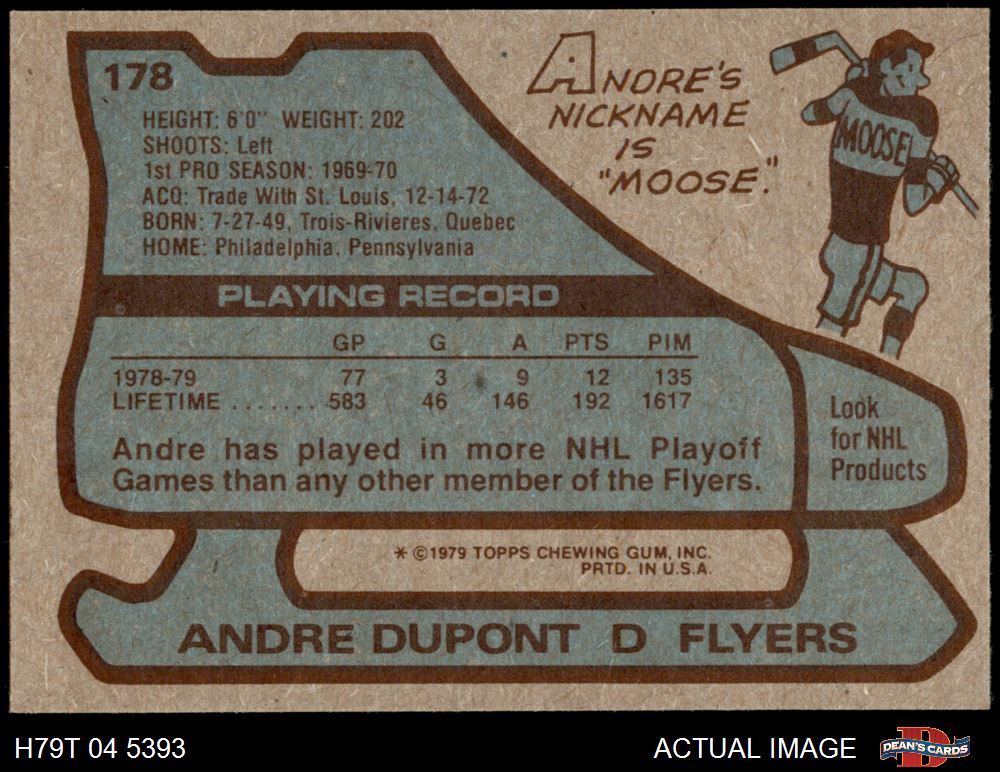 178
HEIGHT: 6'0" WEIGHT: 202
SHOOTS: Left
1st PRO SEASON: 1969-70
ACQ: Trade With St. Louis, 12-14-72
BORN: 7-27-49, Trois-Rivieres, Quebec
HOME: Philadelphia, Pennsylvania
ANDRE'S
NICKNAME
IS
"MOOSE."
MOOSE
PLAYING RECORD
GP G A PTS PIM
1978-79 77 3 9 12 135
LIFETIME ....... 583 46 146 192 1617
Andre has played in more NHL Playoff
Games than any other member of the Flyers.
Look
for NHL
Products
* ©1979 TOPPS CHEWING GUM, INC.
PRTD. IN U.S.A.
ANDRE DUPONT D FLYERS
H79T 04 5393
ACTUAL IMAGE
D
DEAN'S CARDS